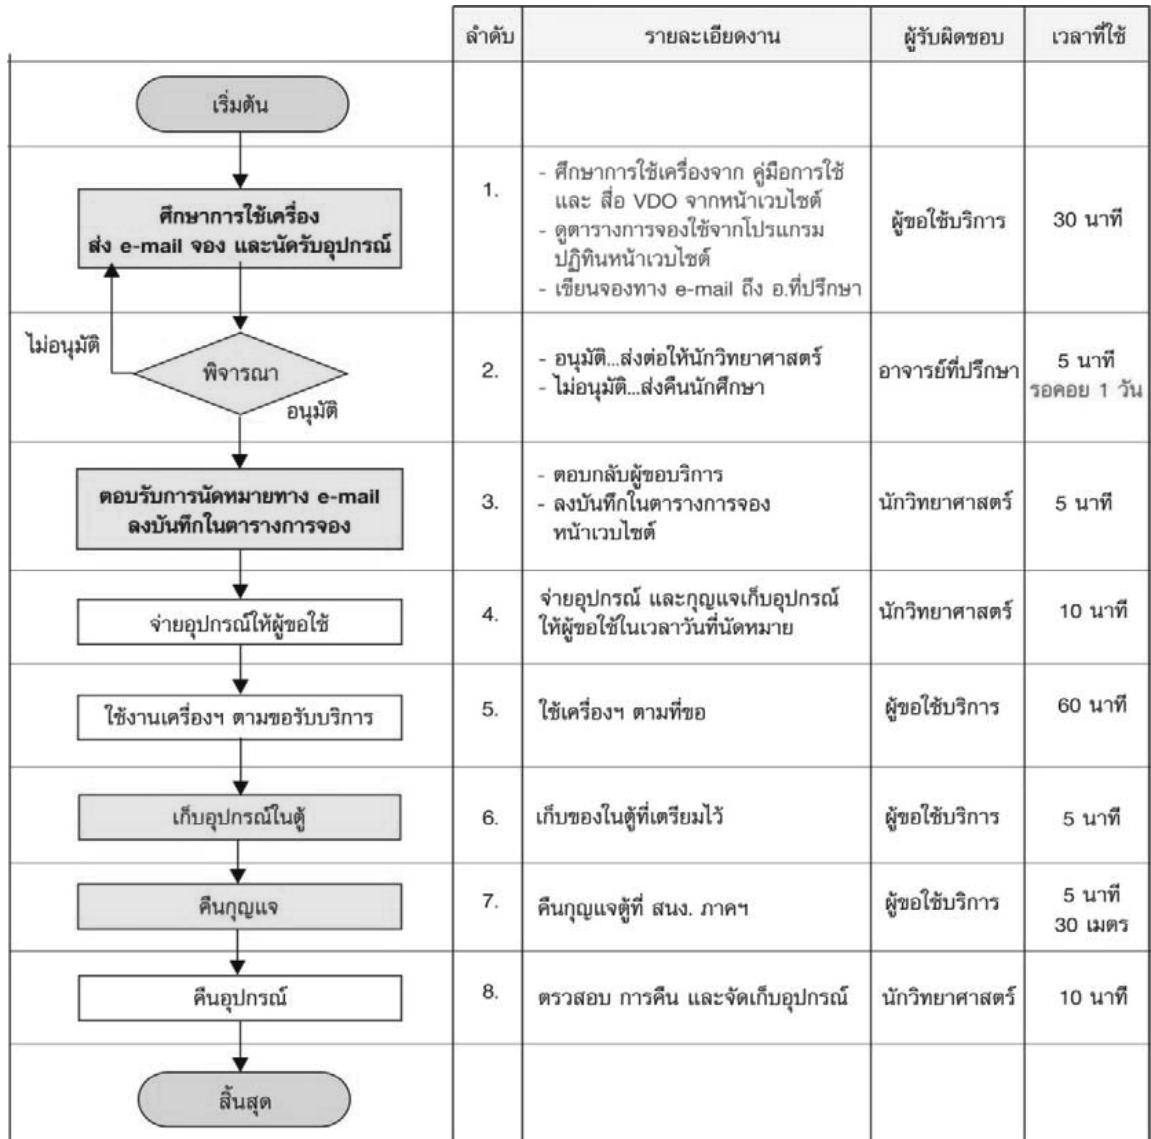 ลำดับ รายละเอียดงาน ผู้รับผิดชอบ เวลาที่ใช้
เริ่มต้น
ศึกษาการใช้เครื่อง
ส่ง e-mail จอง และนัดรับอุปกรณ์
1.
- ศึกษาการใช้เครื่องจาก คู่มือการใช้
และ สื่อ VDO จากหน้าเวบไซต์
- ดูตารางการจองใช้จากโปรแกรม
ปฏิทินหน้าเวบไซต์
- เขียนจองทาง e-mail ถึง อ.ที่ปรึกษา
ผู้ขอใช้บริการ
30 นาที
ไม่อนุมัติ
พิจารณา
อนุมัติ
2.
- อนุมัติ...ส่งต่อให้นักวิทยาศาสตร์
- ไม่อนุมัติ...ส่งคืนนักศึกษา
อาจารย์ที่ปรึกษา
5 นาที
รอคอย 1 วัน
ตอบรับการนัดหมายทาง e-mail
ลงบันทึกในตารางการจอง
3.
- ตอบกลับผู้ขอบริการ
- ลงบันทึกในตารางการจอง
หน้าเวบไซต์
นักวิทยาศาสตร์
5 นาที
จ่ายอุปกรณ์ให้ผู้ขอใช้
4.
จ่ายอุปกรณ์ และกุญแจเก็บอุปกรณ์
ให้ผู้ขอใช้ในเวลาวันที่นัดหมาย
นักวิทยาศาสตร์
10 นาที
ใช้งานเครื่องฯ ตามขอรับบริการ
5.
ใช้เครื่องฯ ตามที่ขอ
ผู้ขอใช้บริการ
60 นาที
เก็บอุปกรณ์ในตู้
6.
เก็บของในตู้ที่เตรียมไว้
ผู้ขอใช้บริการ
5 นาที
คืนกุญแจ
7.
คืนกุญแจตู้ที่ สนง. ภาคฯ
ผู้ขอใช้บริการ
5 นาที
30 เมตร
คืนอุปกรณ์
8.
ตรวสอบ การคืน และจัดเก็บอุปกรณ์
นักวิทยาศาสตร์
10 นาที
สิ้นสุด